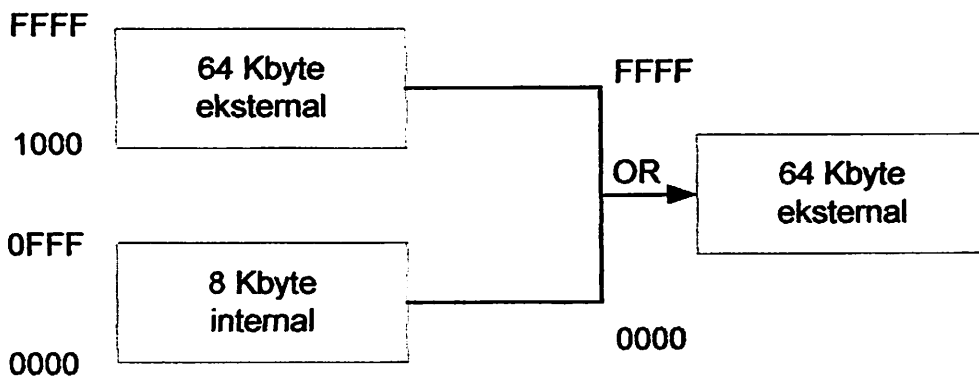 FFFF
64 Kbyte
eksternal
1000
0FFF
8 Kbyte
internal
0000
FFFF
OR
0000
64 Kbyte
eksternal